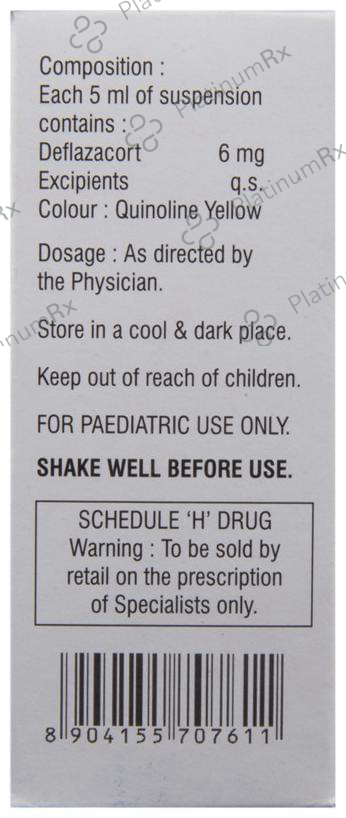 Composition :
Each 5 ml of suspension
contains :
Deflazacort 6 mg
Excipients q.s.
Colour : Quinoline Yellow
Dosage : As directed by
the Physician.
Store in a cool & dark place.
Keep out of reach of children.
FOR PAEDIATRIC USE ONLY.
SHAKE WELL BEFORE USE.
SCHEDULE ‘H’ DRUG
Warning : To be sold by
retail on the prescription
of Specialists only.
8 904155 707611
PlatinumRx
PlatinumRx